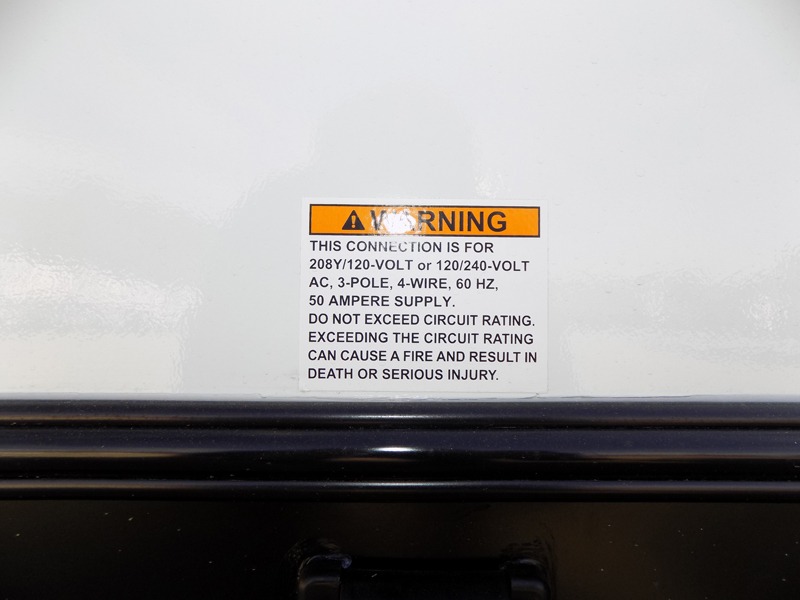 WARNING
THIS CONNECTION IS FOR
208Y/120-VOLT or 120/240-VOLT
AC, 3-POLE, 4-WIRE, 60 HZ,
50 AMPERE SUPPLY.
DO NOT EXCEED CIRCUIT RATING.
EXCEEDING THE CIRCUIT RATING
CAN CAUSE A FIRE AND RESULT IN
DEATH OR SERIOUS INJURY.